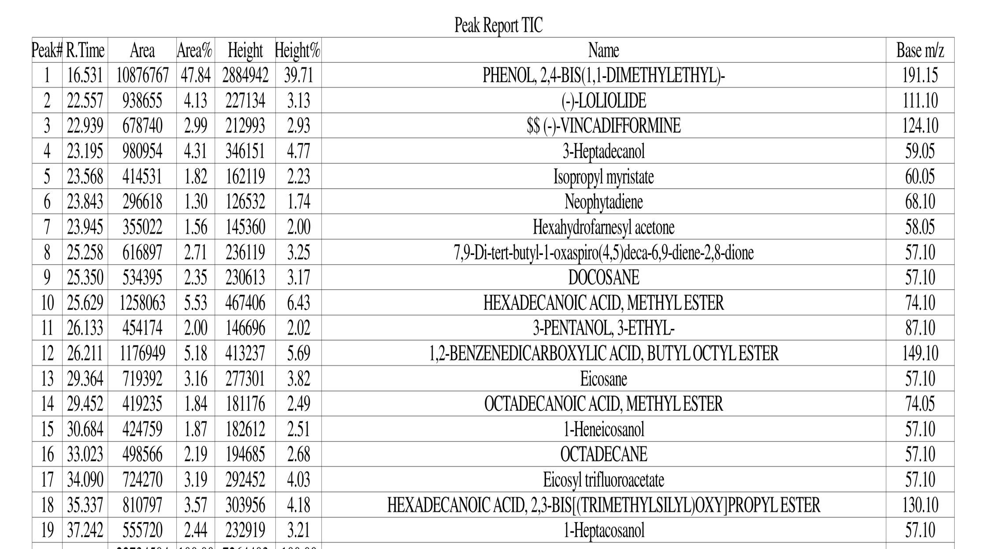 Peak Report TIC
Peak# R.Time Area Area% Height Height% Name Base m/z
1 16.531 10876767 47.84 2884942 39.71 PHENOL, 2,4-BIS(1,1-DIMETHYLETHYL)- 191.15
2 22.557 938655 4.13 227134 3.13 (-)-LOLIOLIDE 111.10
3 22.939 678740 2.99 212993 2.93 $$ (-)-VINCADIFFORMINE 124.10
4 23.195 980954 4.31 346151 4.77 3-Heptadecanol 59.05
5 23.568 414531 1.82 162119 2.23 Isopropyl myristate 60.05
6 23.843 296618 1.30 126532 1.74 Neophytadiene 68.10
7 23.945 355022 1.56 145360 2.00 Hexahydrofarnesyl acetone 58.05
8 25.258 616897 2.71 236119 3.25 7,9-Di-tert-butyl-1-oxaspiro(4,5)deca-6,9-diene-2,8-dione 57.10
9 25.350 534395 2.35 230613 3.17 DOCOSANE 57.10
10 25.629 1258063 5.53 467406 6.43 HEXADECANOIC ACID, METHYL ESTER 74.10
11 26.133 454174 2.00 146696 2.02 3-PENTANOL, 3-ETHYL- 87.10
12 26.211 1176949 5.18 413237 5.69 1,2-BENZENEDICARBOXYLIC ACID, BUTYL OCTYL ESTER 149.10
13 29.364 719392 3.16 277301 3.82 Eicosane 57.10
14 29.452 419235 1.84 181176 2.49 OCTADECANOIC ACID, METHYL ESTER 74.05
15 30.684 424759 1.87 182612 2.51 1-Heneicosanol 57.10
16 33.023 498566 2.19 194685 2.68 OCTADECANE 57.10
17 34.090 724270 3.19 292452 4.03 Eicosyl trifluoroacetate 57.10
18 35.337 810797 3.57 303956 4.18 HEXADECANOIC ACID, 2,3-BIS[(TRIMETHYLSILYL)OXY]PROPYL ESTER 130.10
19 37.242 555720 2.44 232919 3.21 1-Heptacosanol 57.10